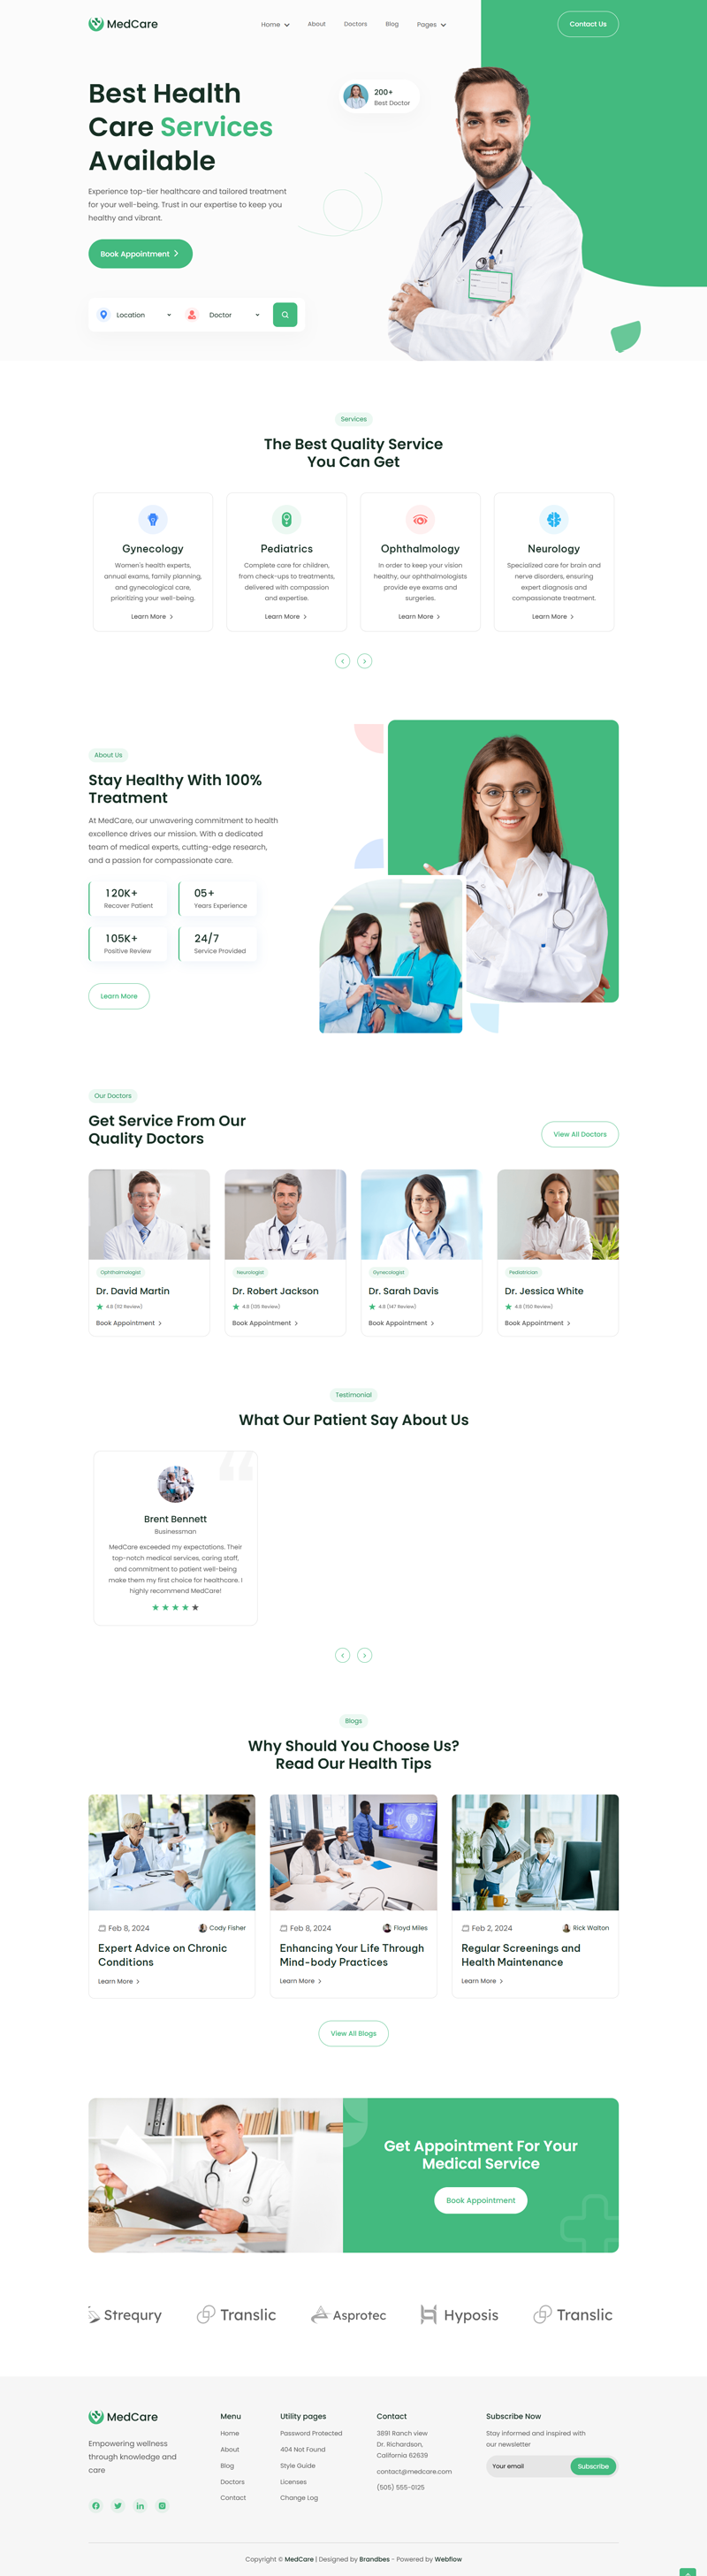 MedCare
Home
About
Doctors
Blog
Pages
Contact Us
Best Health
Care Services
Available
200+
Best Doctor
Experience top-tier healthcare and tailored treatment
for your well-being. Trust in our expertise to keep you
healthy and vibrant.
Book Appointment
Location
Doctor
Services
The Best Quality Service
You Can Get
Gynecology
Women's health experts,
annual exams, family planning,
and gynecological care,
prioritizing your well-being.
Learn More
Pediatrics
Complete care for children,
from check-ups to treatments,
delivered with compassion
and expertise.
Learn More
Ophthalmology
In order to keep your vision
healthy, our ophthalmologists
provide eye exams and
surgeries.
Learn More
Neurology
Specialized care for brain and
nerve disorders, ensuring
expert diagnosis and
compassionate treatment.
Learn More
About Us
Stay Healthy With 100%
Treatment
At MedCare, our unwavering commitment to health
excellence drives our mission. With a dedicated
team of medical experts, cutting-edge research,
and a passion for compassionate care.
120K+
Recover Patient
05+
Years Experience
105K+
Positive Review
24/7
Service Provided
Learn More
Our Doctors
Get Service From Our
Quality Doctors
View All Doctors
Ophthalmologist
Dr. David Martin
4.8 (112 Review)
Book Appointment
Neurologist
Dr. Robert Jackson
4.8 (135 Review)
Book Appointment
Gynecologist
Dr. Sarah Davis
4.8 (147 Review)
Book Appointment
Pediatrician
Dr. Jessica White
4.8 (150 Review)
Book Appointment
Testimonial
What Our Patient Say About Us
Brent Bennett
Businessman
MedCare exceeded my expectations. Their
top-notch medical services, caring staff,
and commitment to patient well-being
make them my first choice for healthcare. I
highly recommend MedCare!
Blogs
Why Should You Choose Us?
Read Our Health Tips
Feb 8, 2024
Cody Fisher
Expert Advice on Chronic
Conditions
Learn More
Feb 8, 2024
Floyd Miles
Enhancing Your Life Through
Mind-body Practices
Learn More
Feb 2, 2024
Rick Walton
Regular Screenings and
Health Maintenance
Learn More
View All Blogs
Get Appointment For Your
Medical Service
Book Appointment
Strequry
Translic
Asprotec
Hyposis
Translic
MedCare
Empowering wellness
through knowledge and
care
Menu
Home
About
Blog
Doctors
Contact
Utility pages
Password Protected
404 Not Found
Style Guide
Licenses
Change Log
Contact
3891 Ranch view
Dr. Richardson,
California 62639
contact@medcare.com
(505) 555-0125
Subscribe Now
Stay informed and inspired with
our newsletter
Your email
Subscribe
Copyright © MedCare | Designed by Brandbes - Powered by Webflow